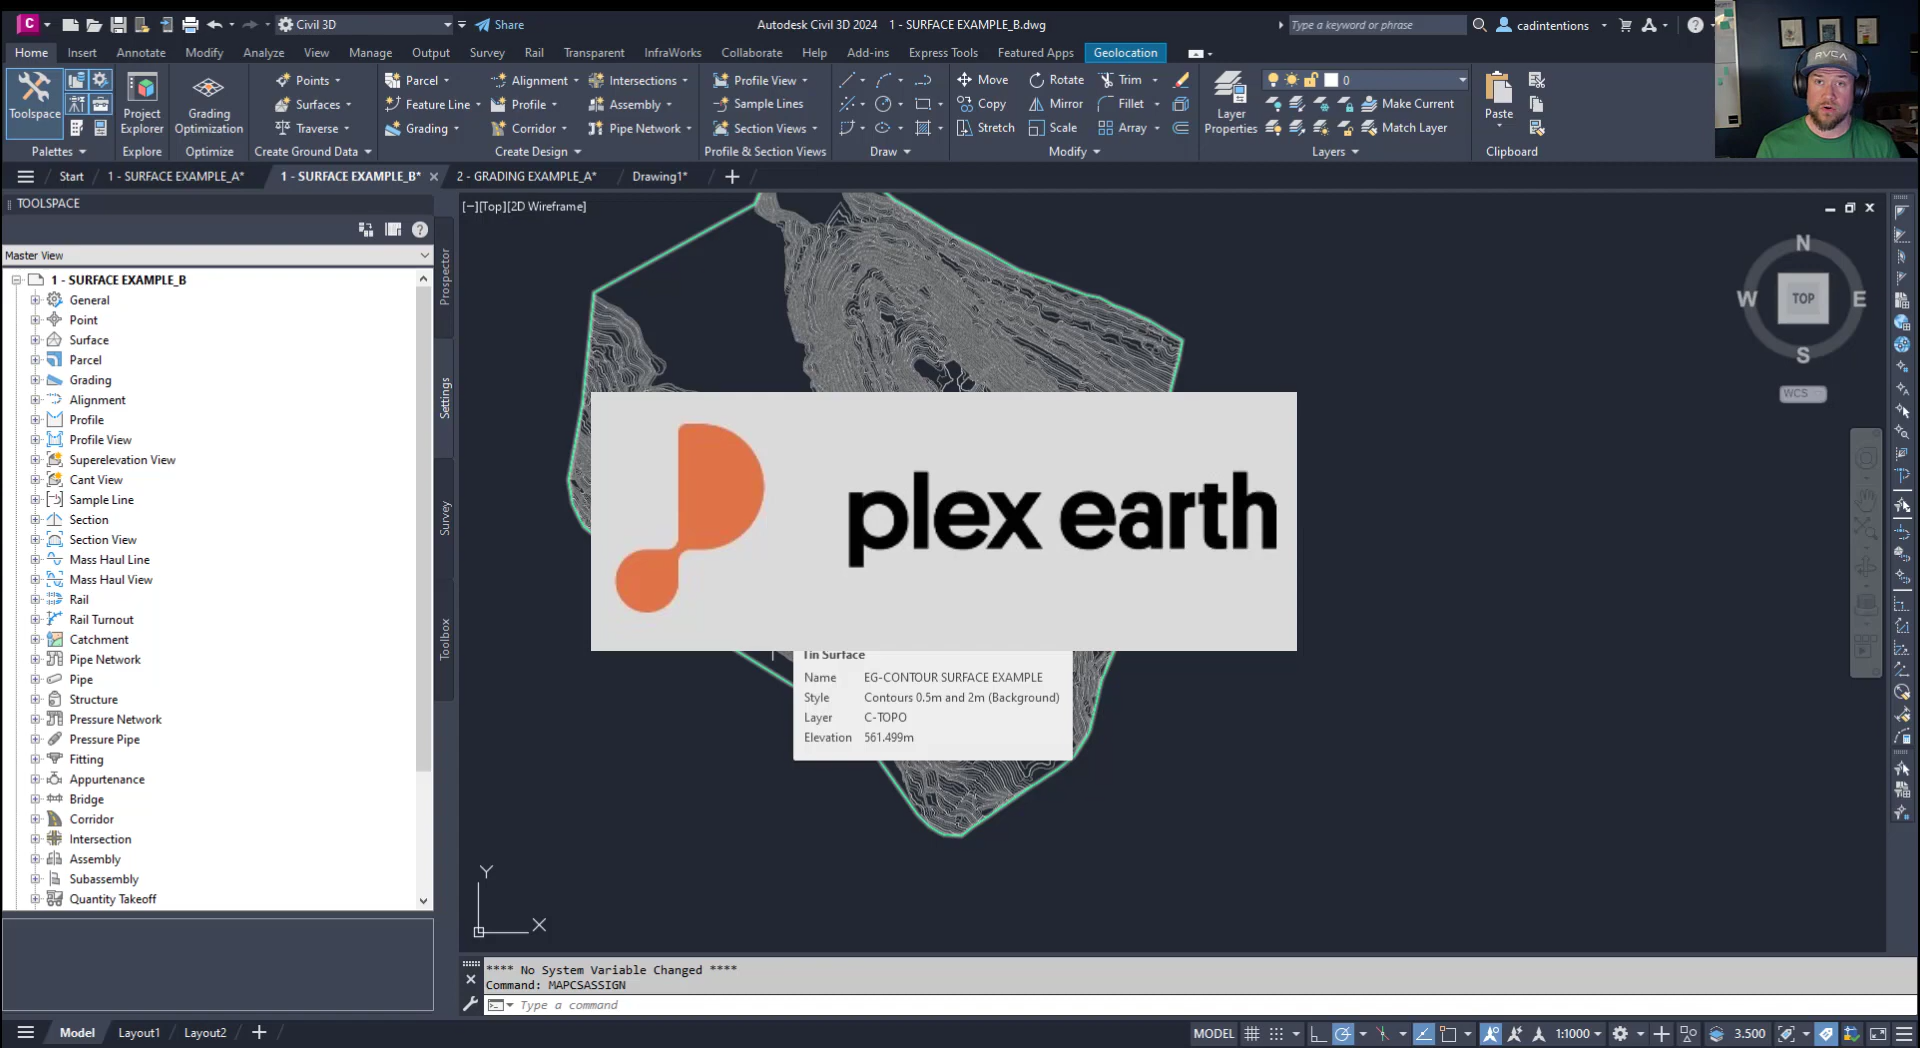 Civil 3D
Share
Autodesk Civil 3D 2024 1 - SURFACE EXAMPLE_B.dwg
Type a keyword or phrase
cadintentions
Home Insert Annotate Modify Analyze View Manage Output Survey Rail Transparent InfraWorks Collaborate Help Add-ins Express Tools Featured Apps Geolocation
Toolspace
Palettes
Project Explorer
Explore
Grading Optimization
Optimize
Points
Surfaces
Traverse
Create Ground Data
Parcel
Feature Line
Grading
Alignment
Profile
Corridor
Intersections
Assembly
Pipe Network
Create Design
Profile View
Sample Lines
Section Views
Profile & Section Views
Draw
Move Rotate Trim
Copy Mirror Fillet
Stretch Scale Array
Modify
Layer Properties
0
Make Current
Match Layer
Layers
Paste
Clipboard
RVCA
Start 1 - SURFACE EXAMPLE_A* 1 - SURFACE EXAMPLE_B* 2 - GRADING EXAMPLE_A* Drawing1*
TOOLSPACE
Master View
1 - SURFACE EXAMPLE_B
General
Point
Surface
Parcel
Grading
Alignment
Profile
Profile View
Superelevation View
Cant View
Sample Line
Section
Section View
Mass Haul Line
Mass Haul View
Rail
Rail Turnout
Catchment
Pipe Network
Pipe
Structure
Pressure Network
Pressure Pipe
Fitting
Appurtenance
Bridge
Corridor
Intersection
Assembly
Subassembly
Quantity Takeoff
Prospector
Settings
Survey
Toolbox
[−][Top][2D Wireframe]
N
W TOP E
S
WCS
plex earth
Tin Surface
Name EG-CONTOUR SURFACE EXAMPLE
Style Contours 0.5m and 2m (Background)
Layer C-TOPO
Elevation 561.499m
Y
X
**** No System Variable Changed ****
Command: MAPCSASSIGN
Type a command
Model Layout1 Layout2
MODEL 1:1000 3.500